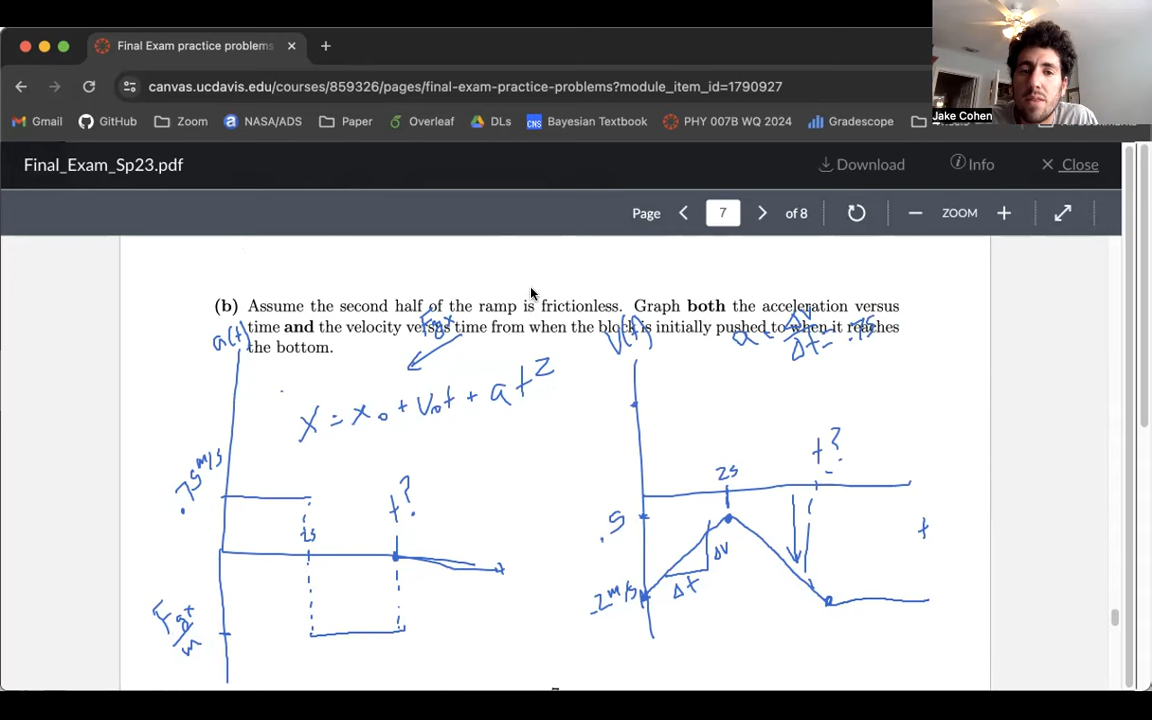 Final Exam practice problems
canvas.ucdavis.edu/courses/859326/pages/final-exam-practice-problems?module_item_id=1790927
Gmail GitHub Zoom NASA/ADS Paper Overleaf DLs Bayesian Textbook PHY 007B WQ 2024 Gradescope
Jake Cohen
Final_Exam_Sp23.pdf Download Info Close
Page 7 of 8 ZOOM
(b) Assume the second half of the ramp is frictionless. Graph both the acceleration versus
time and the velocity versus time from when the block is initially pushed to when it reaches
the bottom.
a(t)
Fgx
V(t)
a = Δv/Δt = .75
X = x₀ + v₀t + at²
.75 m/s
t?
2s
t?
.5
Δv
Δt
t
-2 m/s